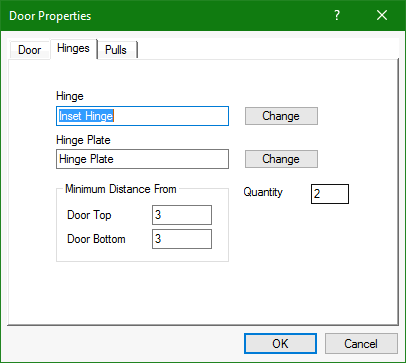 Door Properties
?
Door Hinges Pulls
Hinge
Inset Hinge Change
Hinge Plate
Hinge Plate Change
Minimum Distance From
Quantity 2
Door Top 3
Door Bottom 3
OK Cancel